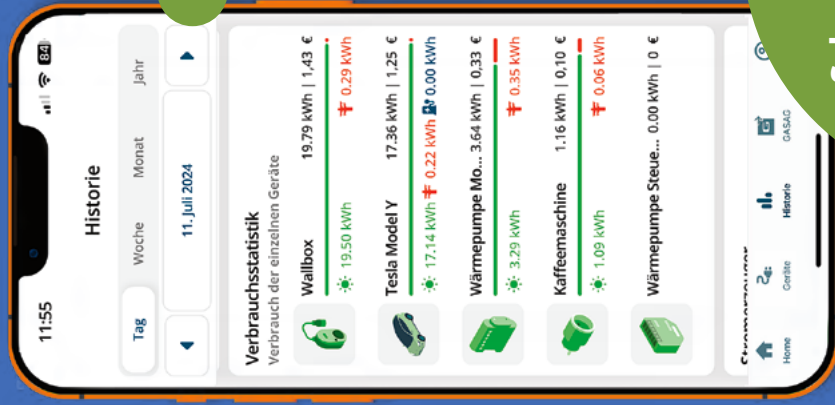 11:55
84
Historie
Tag Woche Monat Jahr
11. Juli 2024
Verbrauchsstatistik
Verbrauch der einzelnen Geräte
Wallbox 19.79 kWh | 1,43 €
19.50 kWh 0.29 kWh
Tesla Model Y 17.36 kWh | 1,25 €
17.14 kWh 0.22 kWh 0.00 kWh
Wärmepumpe Mo... 3.64 kWh | 0,33 €
3.29 kWh 0.35 kWh
Kaffeemaschine 1.16 kWh | 0,10 €
1.09 kWh 0.06 kWh
Wärmepumpe Steue... 0.00 kWh | 0 €
Stromerzeuger
Home Geräte Historie GASAG